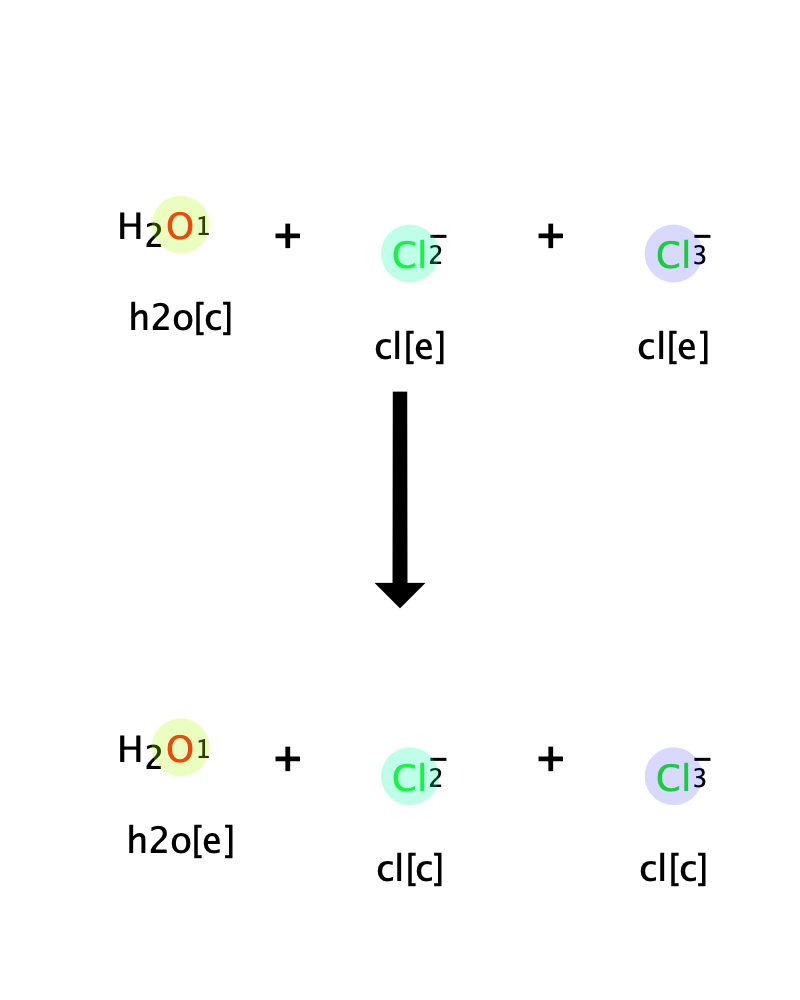 H2O1 + Cl2− + Cl3−
h2o[c] cl[e] cl[e]
H2O1 + Cl2− + Cl3−
h2o[e] cl[c] cl[c]